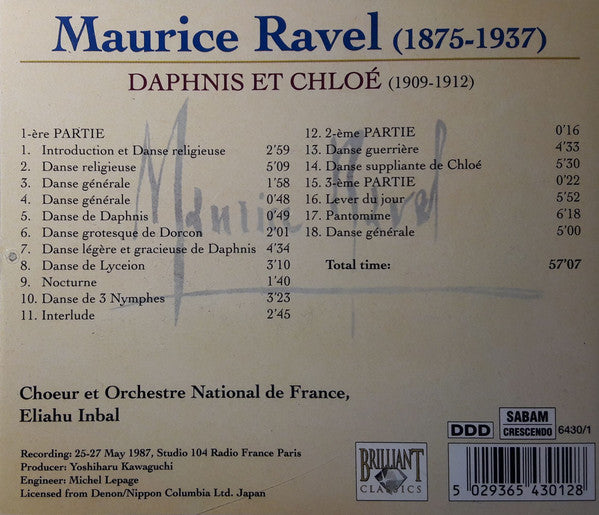 Maurice Ravel (1875-1937)
DAPHNIS ET CHLOÉ (1909-1912)
1-ère PARTIE
1. Introduction et Danse religieuse 2'59
2. Danse religieuse 5'09
3. Danse générale 1'58
4. Danse générale 0'48
5. Danse de Daphnis 0'49
6. Danse grotesque de Dorcon 2'01
7. Danse légère et gracieuse de Daphnis 4'34
8. Danse de Lyceion 3'10
9. Nocturne 1'40
10. Danse de 3 Nymphes 3'23
11. Interlude 2'45
12. 2-ème PARTIE 0'16
13. Danse guerrière 4'33
14. Danse suppliante de Chloé 5'30
15. 3-ème PARTIE 0'22
16. Lever du jour 5'52
17. Pantomime 6'18
18. Danse générale 5'00
Total time: 57'07
Maurice Ravel
Choeur et Orchestre National de France,
Eliahu Inbal
Recording: 25-27 May 1987, Studio 104 Radio France Paris
Producer: Yoshiharu Kawaguchi
Engineer: Michel Lepage
Licensed from Denon/Nippon Columbia Ltd. Japan
BRILLIANT
CLASSICS
DDD
SABAM
CRESCENDO
6430/1
5 029365 430128